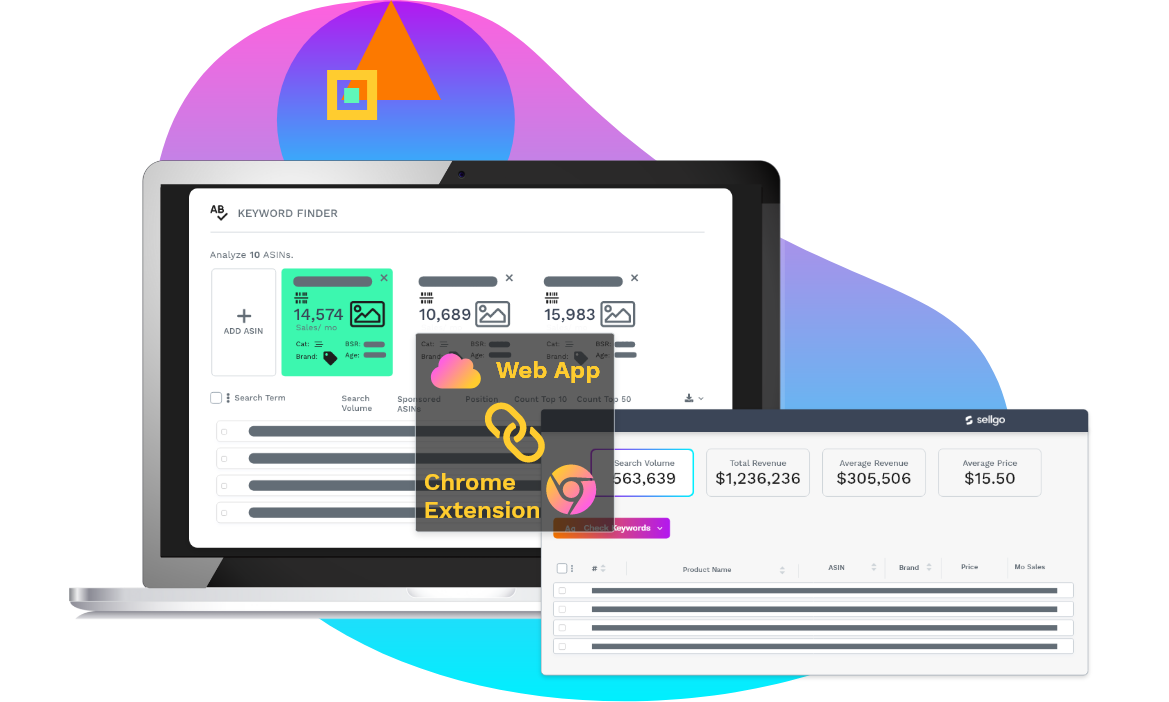 AB
KEYWORD FINDER
Analyze 10 ASINs.
ADD ASIN
14,574
Sales/ mo
Cat:
BSR:
Brand:
Age:
10,689
Cat:
BSR:
Brand:
Age:
15,983
Cat:
BSR:
Brand:
Age:
Search Term
Search
Volume
Sponsored
ASINs
Position
Count Top 10
Count Top 50
Web App
Chrome
Extension
sellgo
Search Volume
563,639
Total Revenue
$1,236,236
Average Revenue
$305,506
Average Price
$15.50
Aa Check Keywords
#
Product Name
ASIN
Brand
Price
Mo Sales